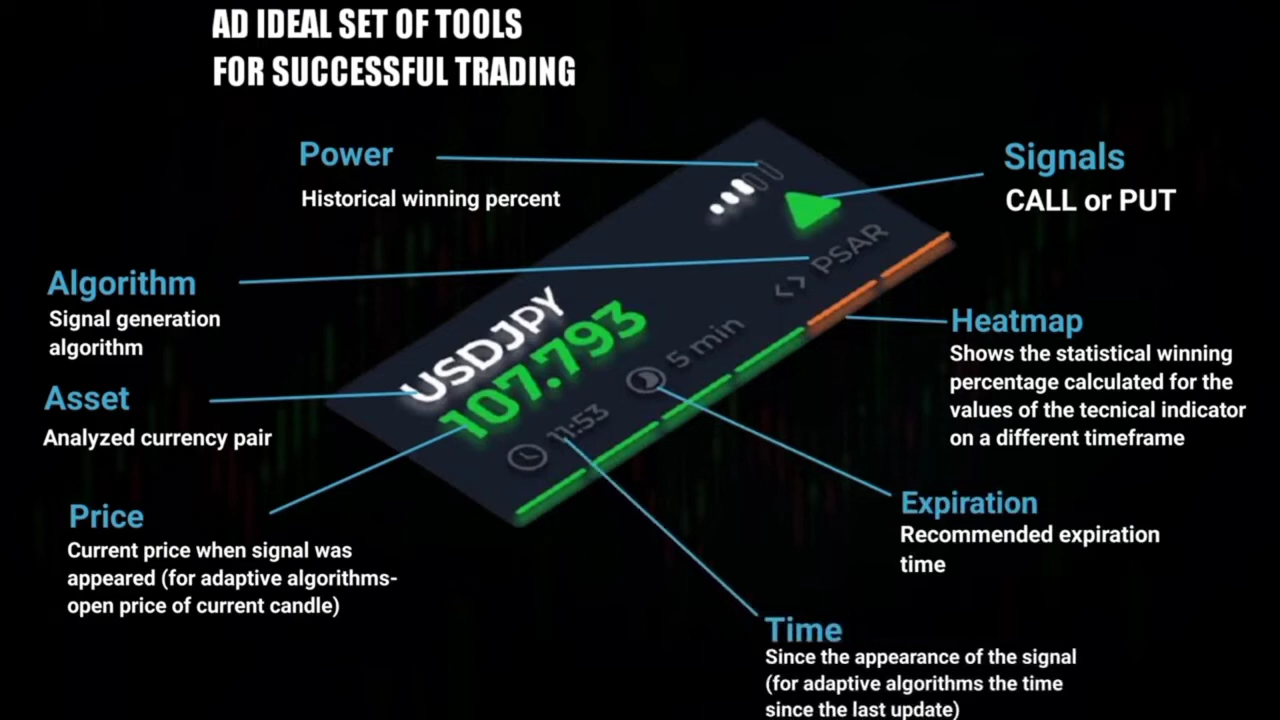 AD IDEAL SET OF TOOLS
FOR SUCCESSFUL TRADING
Power
Historical winning percent
Signals
CALL or PUT
Algorithm
Signal generation
algorithm
Asset
Analyzed currency pair
Price
Current price when signal was
appeared (for adaptive algorithms-
open price of current candle)
USDJPY
107.793
11:53
5 min
<> PSAR
Heatmap
Shows the statistical winning
percentage calculated for the
values of the tecnical indicator
on a different timeframe
Expiration
Recommended expiration
time
Time
Since the appearance of the signal
(for adaptive algorithms the time
since the last update)